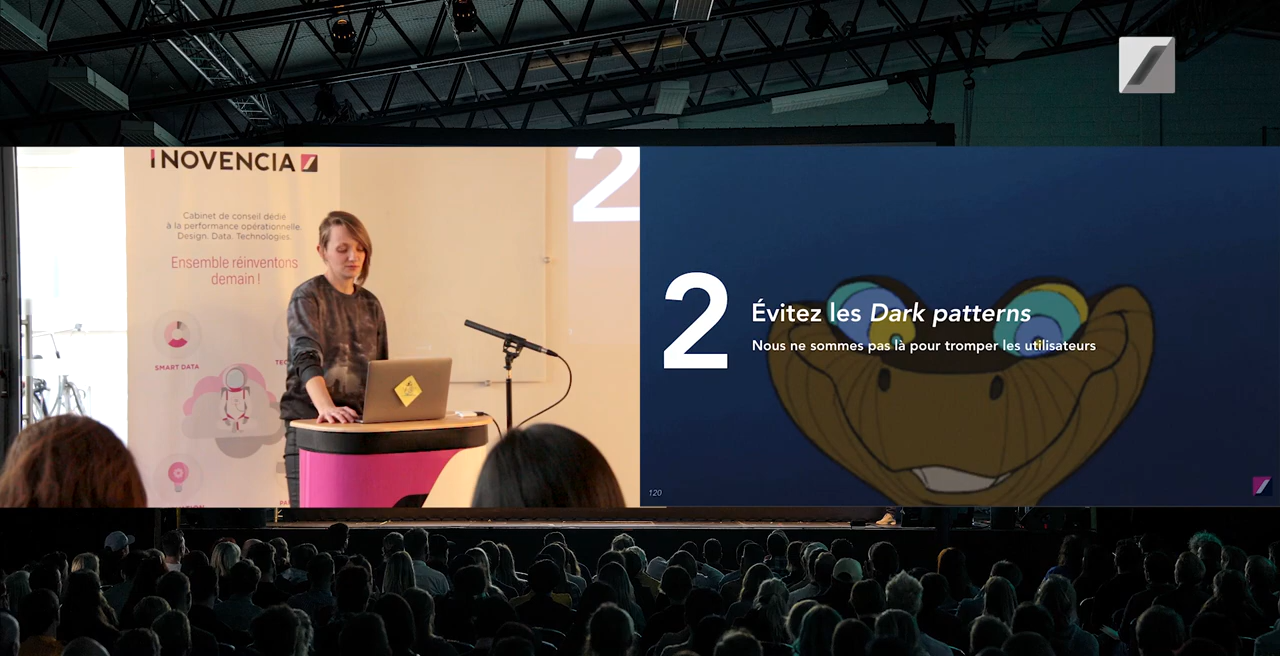 INOVENCIA
Cabinet de conseil dédié
à la performance opérationnelle.
Design. Data. Technologies.
Ensemble réinventons
demain !
SMART DATA
2
2
Évitez les Dark patterns
Nous ne sommes pas là pour tromper les utilisateurs
120